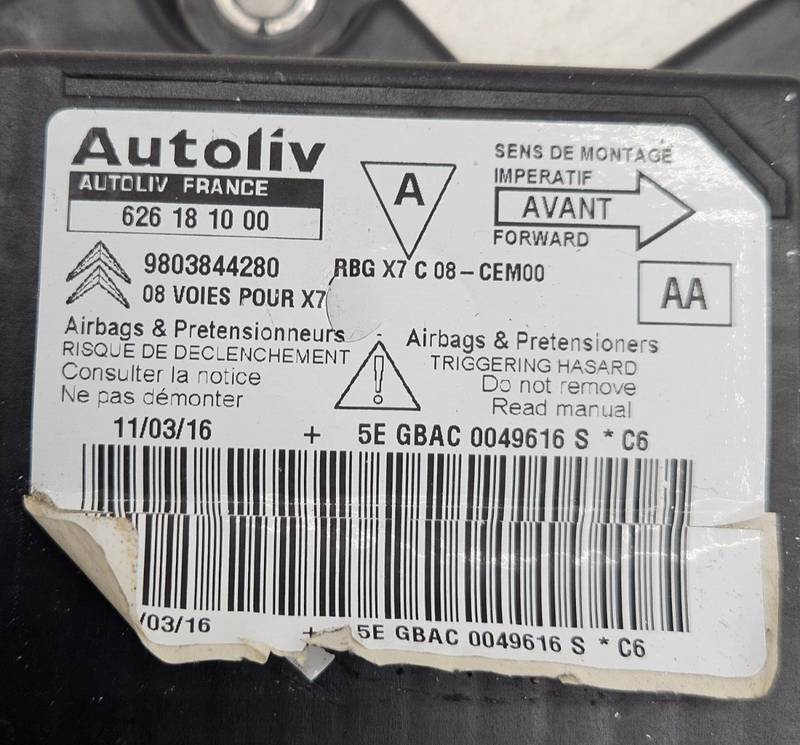 Autoliv
AUTOLIV FRANCE
626 18 10 00
A
SENS DE MONTAGE
IMPERATIF
AVANT
FORWARD
9803844280
08 VOIES POUR X7
RBG X7 C 08-CEM00
AA
Airbags & Pretensionneurs
RISQUE DE DECLENCHEMENT
Consulter la notice
Ne pas démonter
!
- Airbags & Pretensioners
TRIGGERING HASARD
Do not remove
Read manual
11/03/16 + 5E GBAC 0049616 S * C6
/03/16 + 5E GBAC 0049616 S * C6